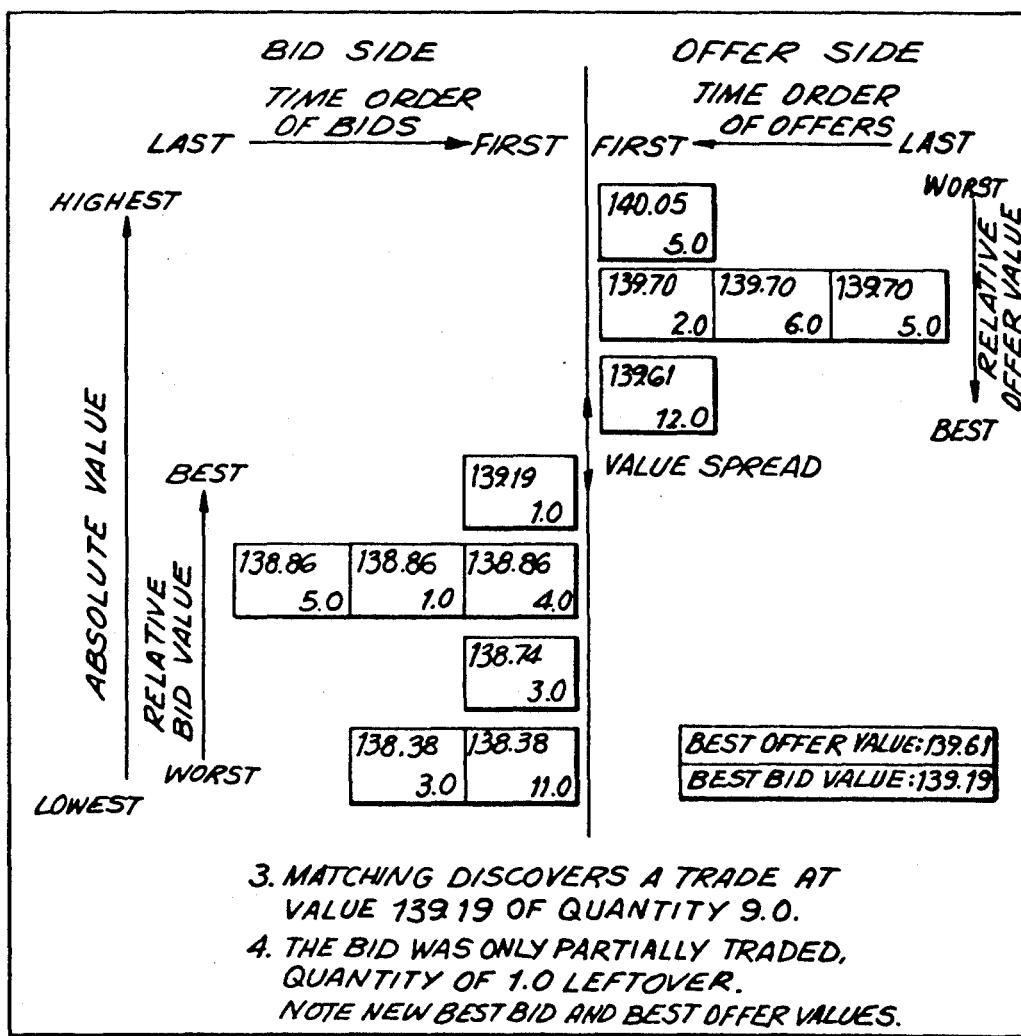 BID SIDE
OFFER SIDE
TIME ORDER
OF BIDS
TIME ORDER
OF OFFERS
LAST
FIRST
FIRST
LAST
HIGHEST
WORST
140.05
5.0
139.70
2.0
139.70
6.0
139.70
5.0
RELATIVE
OFFER VALUE
139.61
12.0
BEST
ABSOLUTE VALUE
BEST
VALUE SPREAD
139.19
1.0
138.86
5.0
138.86
1.0
138.86
4.0
RELATIVE
BID VALUE
138.74
3.0
138.38
3.0
138.38
11.0
WORST
LOWEST
BEST OFFER VALUE:139.61
BEST BID VALUE:139.19
3. MATCHING DISCOVERS A TRADE AT
VALUE 139.19 OF QUANTITY 9.0.
4. THE BID WAS ONLY PARTIALLY TRADED,
QUANTITY OF 1.0 LEFTOVER.
NOTE NEW BEST BID AND BEST OFFER VALUES.